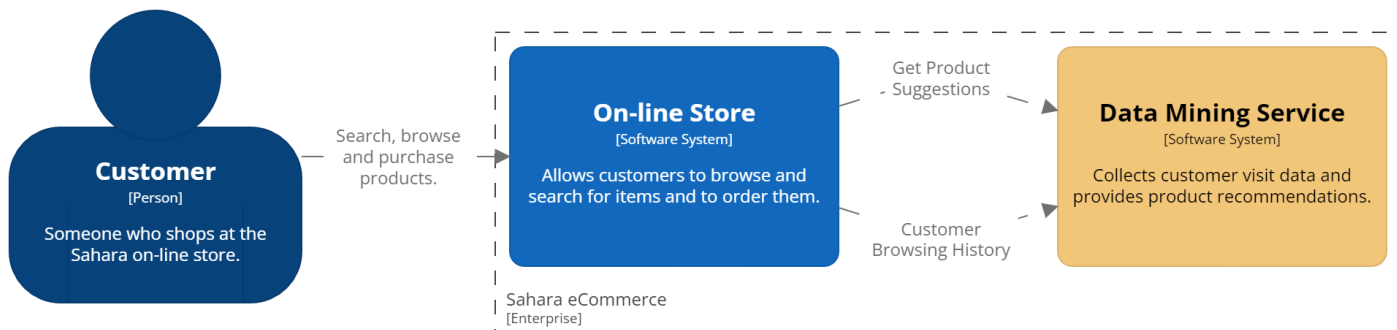 Customer
[Person]
Someone who shops at the
Sahara on-line store.
Search, browse
and purchase
products.
On-line Store
[Software System]
Allows customers to browse and
search for items and to order them.
Get Product
Suggestions
Customer
Browsing History
Data Mining Service
[Software System]
Collects customer visit data and
provides product recommendations.
Sahara eCommerce
[Enterprise]